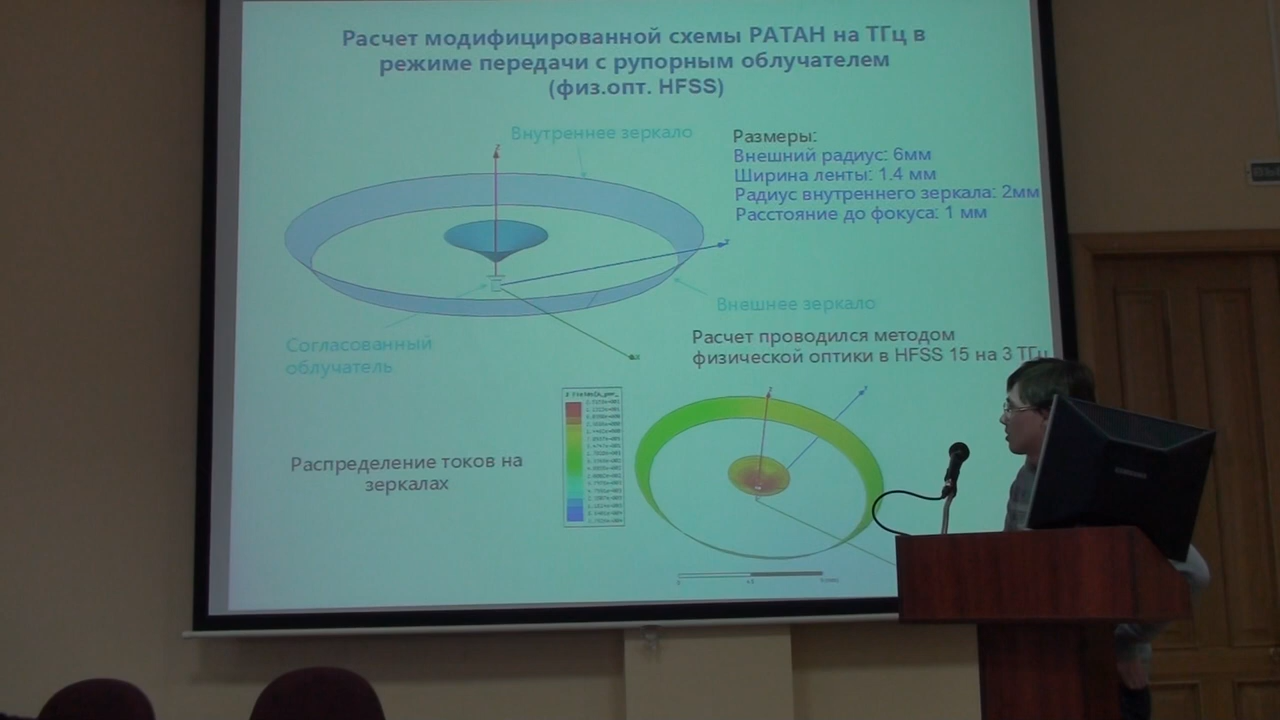 Расчет модифицированной схемы РАТАН на ТГц в
режиме передачи с рупорным облучателем
(физ.опт. HFSS)
Внутреннее зеркало
Размеры:
Внешний радиус: 6мм
Ширина ленты: 1.4 мм
Радиус внутреннего зеркала: 2мм
Расстояние до фокуса: 1 мм
Внешнее зеркало
Согласованный
облучатель
Расчет проводился методом
физической оптики в HFSS 15 на 3 ТГц
Распределение токов на
зеркалах
SAMSUNG